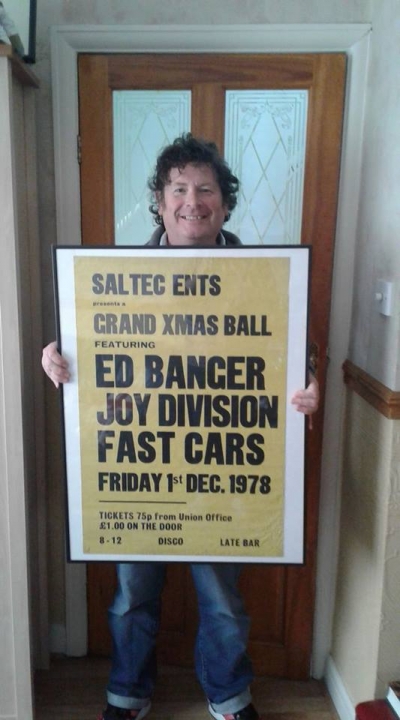 SALTEC ENTS
presents a
GRAND XMAS BALL
FEATURING
ED BANGER
JOY DIVISION
FAST CARS
FRIDAY 1st DEC. 1978
TICKETS 75p from Union Office
£1.00 ON THE DOOR
8-12 DISCO LATE BAR